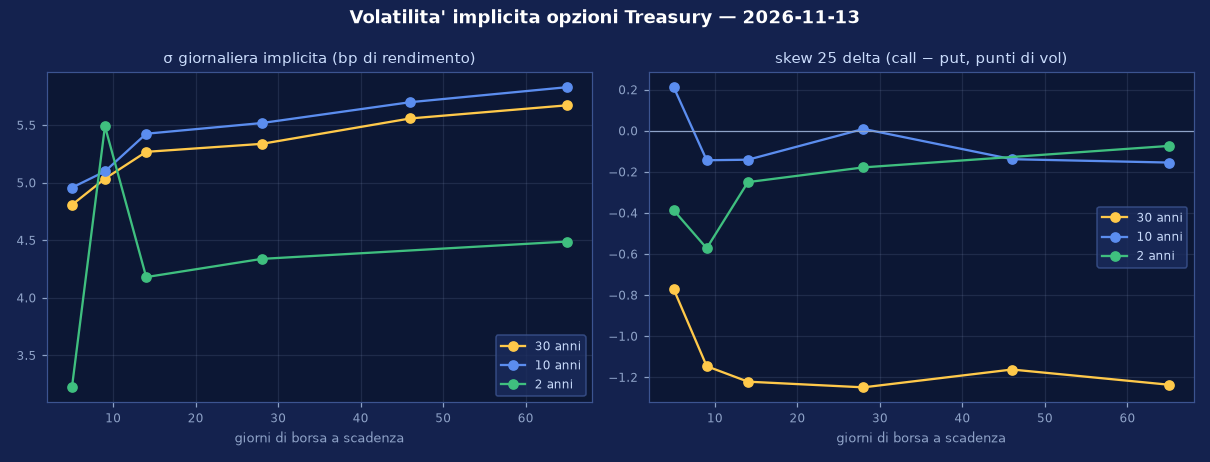 Volatilita' implicita opzioni Treasury — 2026-11-13
σ giornaliera implicita (bp di rendimento)
5.5
5.0
4.5
4.0
3.5
10
20
30
40
50
60
giorni di borsa a scadenza
30 anni
10 anni
2 anni
skew 25 delta (call − put, punti di vol)
0.2
0.0
−0.2
−0.4
−0.6
−0.8
−1.0
−1.2
10
20
30
40
50
60
giorni di borsa a scadenza
30 anni
10 anni
2 anni